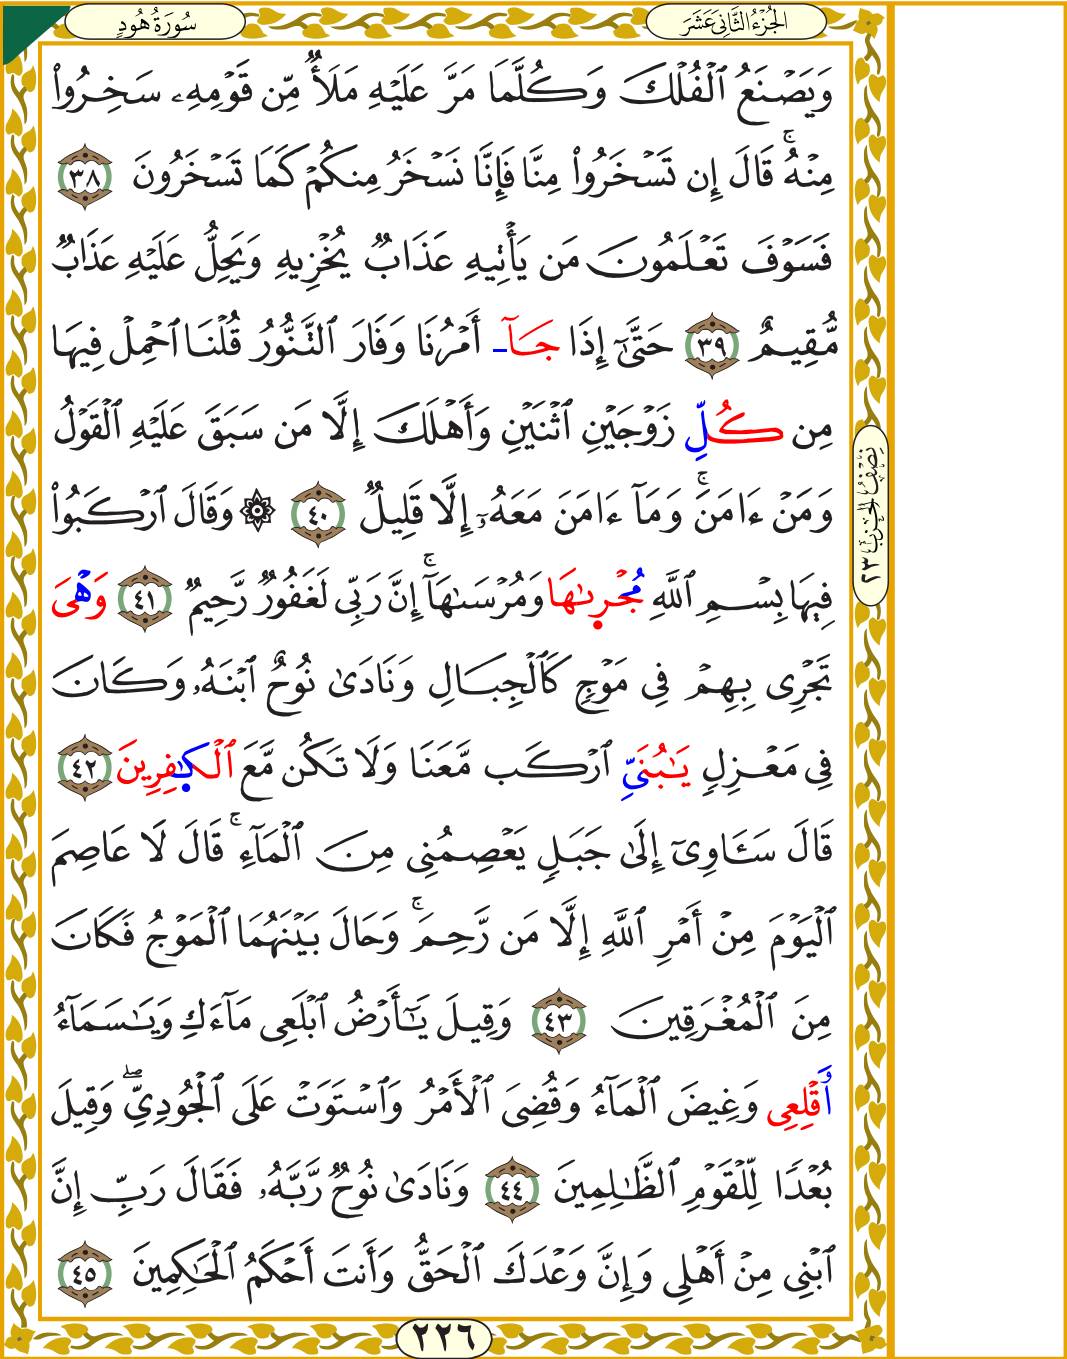 الجُزْءُ الثَّانِىَ عَشَرَ
سُورَةُ هُودٍ
وَيَصْنَعُ ٱلْفُلْكَ وَكُلَّمَا مَرَّ عَلَيْهِ مَلَأٌ مِّن قَوْمِهِۦ سَخِرُواْ
مِنْهُۚ قَالَ إِن تَسْخَرُواْ مِنَّا فَإِنَّا نَسْخَرُ مِنكُمْ كَمَا تَسْخَرُونَ ٣٨
فَسَوْفَ تَعْلَمُونَ مَن يَأْتِيهِ عَذَابٌ يُخْزِيهِ وَيَحِلُّ عَلَيْهِ عَذَابٌ
مُّقِيمٌ ٣٩ حَتَّىٰٓ إِذَا جَآ أَمْرُنَا وَفَارَ ٱلتَّنُّورُ قُلْنَا ٱحْمِلْ فِيهَا
مِن كُلِّ زَوْجَيْنِ ٱثْنَيْنِ وَأَهْلَكَ إِلَّا مَن سَبَقَ عَلَيْهِ ٱلْقَوْلُ
وَمَنْ ءَامَنَۚ وَمَآ ءَامَنَ مَعَهُۥٓ إِلَّا قَلِيلٌ ٤٠ ۞ وَقَالَ ٱرْكَبُواْ
فِيهَا بِسْمِ ٱللَّهِ مُجْرٜىٰهَا وَمُرْسَىٰهَآۚ إِنَّ رَبِّى لَغَفُورٌ رَّحِيمٌ ٤١ وَهْىَ
تَجْرِى بِهِمْ فِى مَوْجٍ كَٱلْجِبَالِ وَنَادَىٰ نُوحٌ ٱبْنَهُۥ وَكَانَ
فِى مَعْزِلٍ يَٰبُنَىِّ ٱرْكَب مَّعَنَا وَلَا تَكُن مَّعَ ٱلْكَٰفِرِينَ ٤٢
قَالَ سَـَٔاوِىٓ إِلَىٰ جَبَلٍ يَعْصِمُنِى مِنَ ٱلْمَآءِۚ قَالَ لَا عَاصِمَ
ٱلْيَوْمَ مِنْ أَمْرِ ٱللَّهِ إِلَّا مَن رَّحِمَۚ وَحَالَ بَيْنَهُمَا ٱلْمَوْجُ فَكَانَ
مِنَ ٱلْمُغْرَقِينَ ٤٣ وَقِيلَ يَٰٓأَرْضُ ٱبْلَعِى مَآءَكِ وَيَٰسَمَآءُ
وَقْلِعِى وَغِيضَ ٱلْمَآءُ وَقُضِىَ ٱلْأَمْرُ وَٱسْتَوَتْ عَلَى ٱلْجُودِىِّۖ وَقِيلَ
بُعْدًا لِّلْقَوْمِ ٱلظَّٰلِمِينَ ٤٤ وَنَادَىٰ نُوحٌ رَّبَّهُۥ فَقَالَ رَبِّ إِنَّ
ٱبْنِى مِنْ أَهْلِى وَإِنَّ وَعْدَكَ ٱلْحَقُّ وَأَنتَ أَحْكَمُ ٱلْحَٰكِمِينَ ٤٥
نِصْفُ الْحِزْبِ ٢٣
٢٢٦